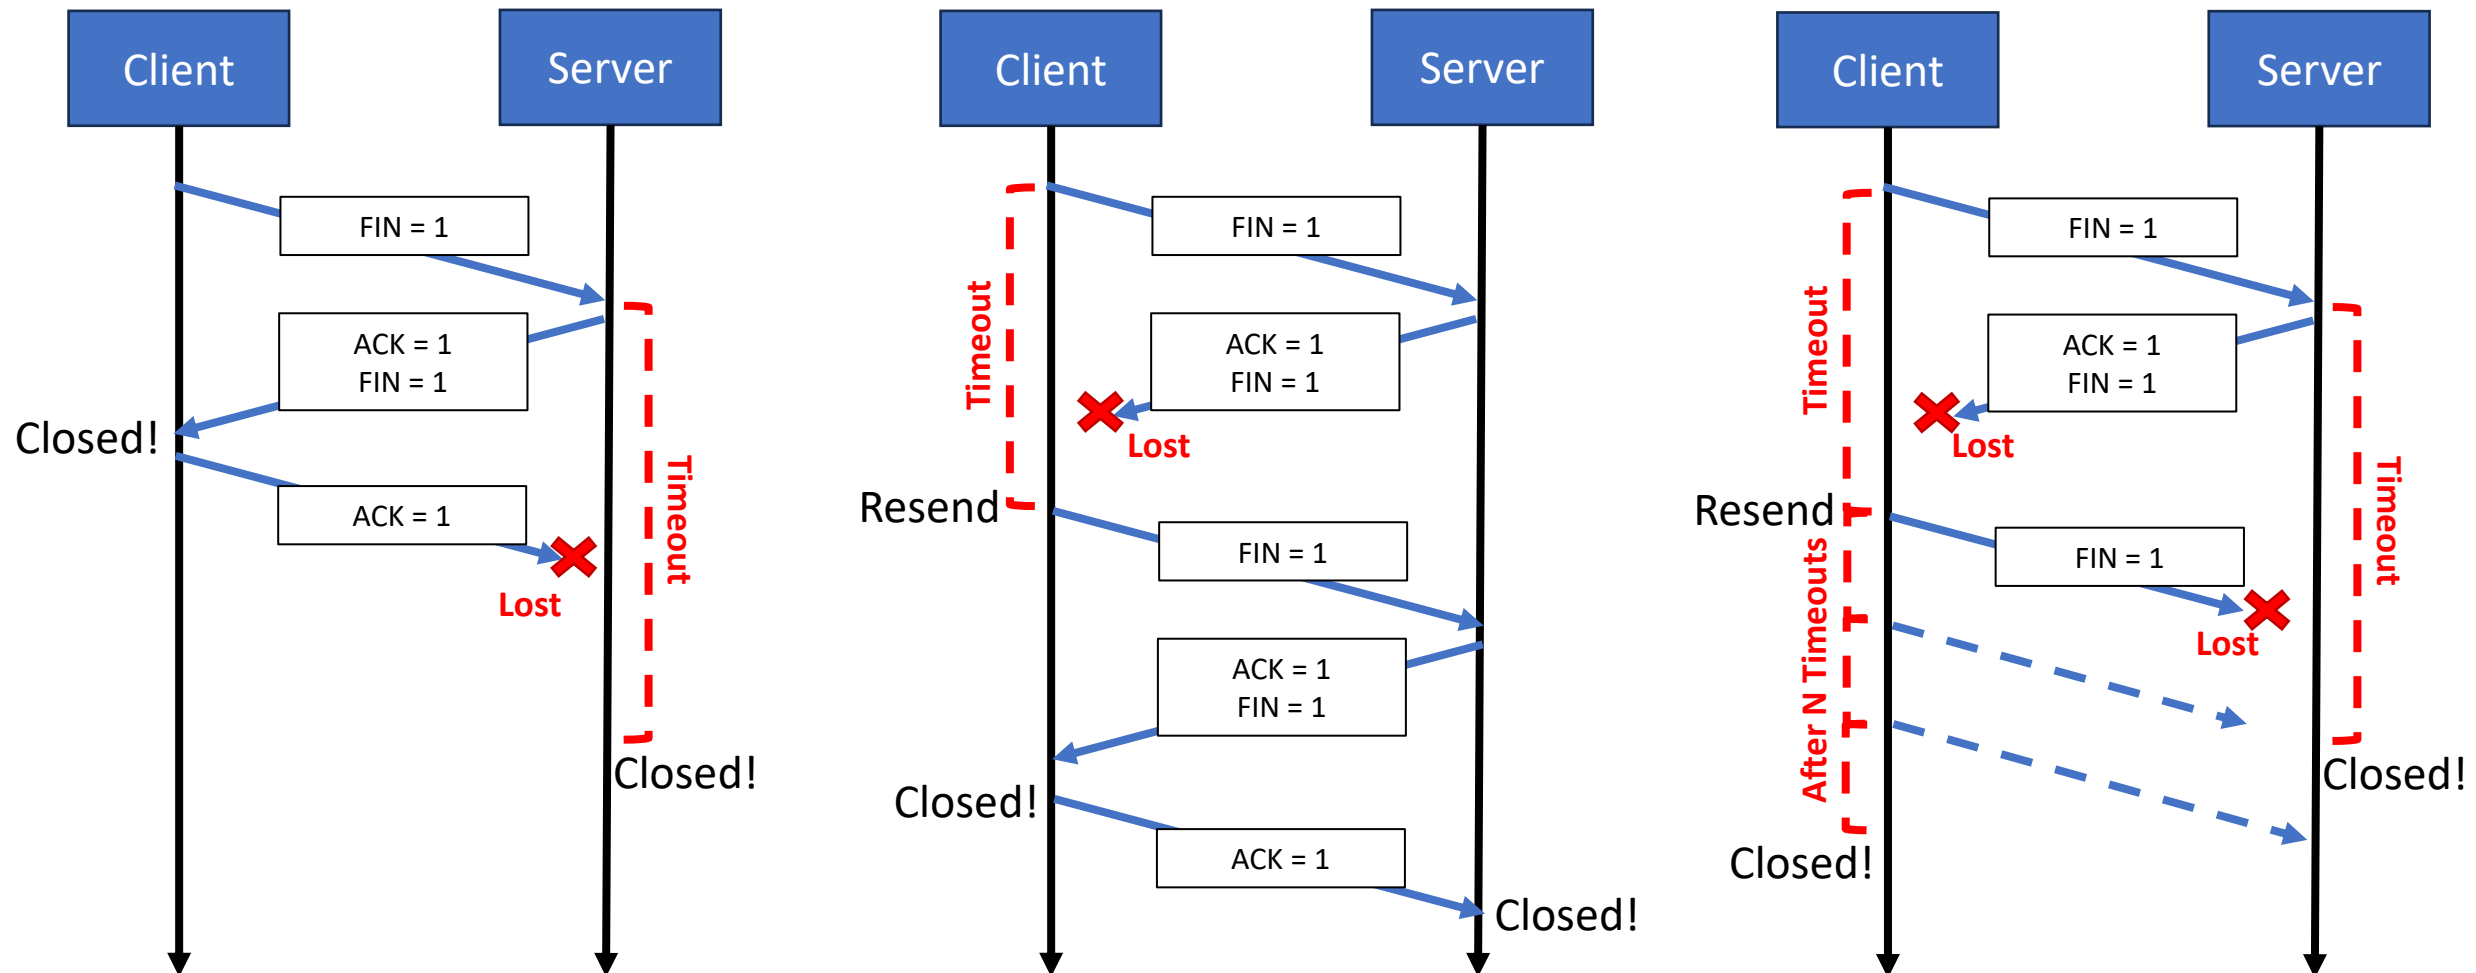 Client
Server
FIN = 1
ACK = 1
FIN = 1
Closed!
ACK = 1
Lost
Timeout
Closed!
Client
Server
Timeout
FIN = 1
ACK = 1
FIN = 1
Lost
Resend
FIN = 1
ACK = 1
FIN = 1
Closed!
ACK = 1
Closed!
Client
Server
Timeout
FIN = 1
ACK = 1
FIN = 1
Lost
Timeout
Resend
FIN = 1
Lost
After N Timeouts
Closed!
Closed!